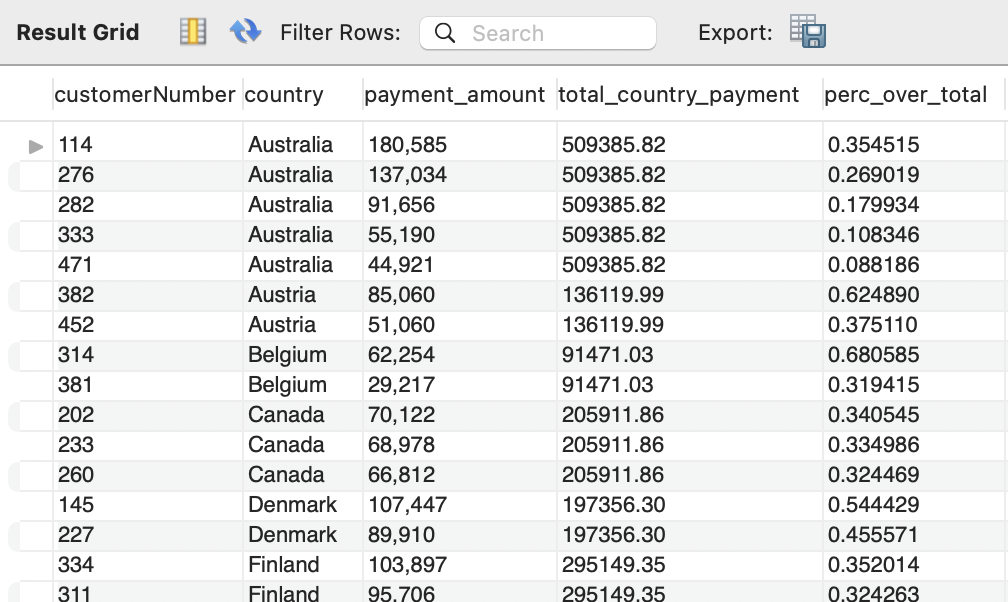 Result Grid Filter Rows: Search Export:
customerNumber country payment_amount total_country_payment perc_over_total
114 Australia 180,585 509385.82 0.354515
276 Australia 137,034 509385.82 0.269019
282 Australia 91,656 509385.82 0.179934
333 Australia 55,190 509385.82 0.108346
471 Australia 44,921 509385.82 0.088186
382 Austria 85,060 136119.99 0.624890
452 Austria 51,060 136119.99 0.375110
314 Belgium 62,254 91471.03 0.680585
381 Belgium 29,217 91471.03 0.319415
202 Canada 70,122 205911.86 0.340545
233 Canada 68,978 205911.86 0.334986
260 Canada 66,812 205911.86 0.324469
145 Denmark 107,447 197356.30 0.544429
227 Denmark 89,910 197356.30 0.455571
334 Finland 103,897 295149.35 0.352014
311 Finland 95,706 295149.35 0.324263